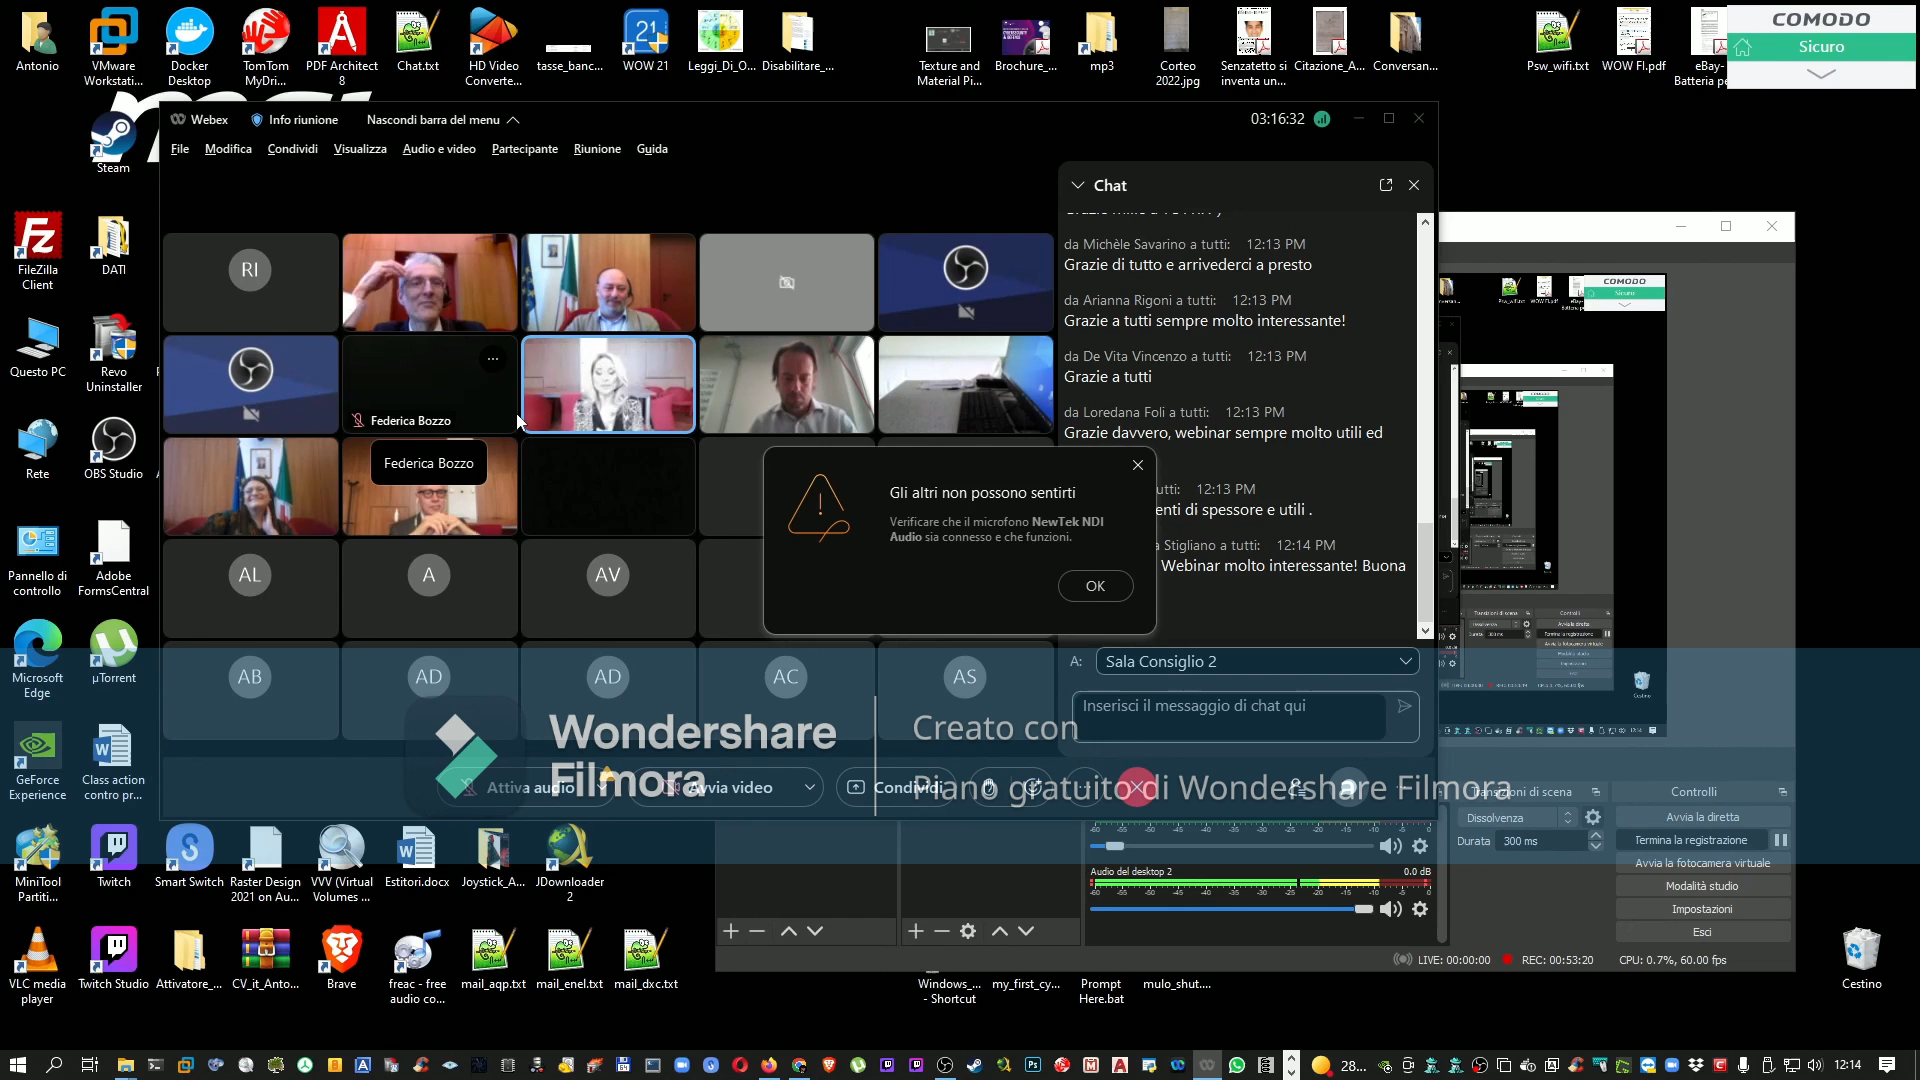 Antonio
VMware Workstati...
Docker Desktop
TomTom MyDri...
PDF Architect 8
Chat.txt
HD Video Converte...
tasse_banc...
WOW 21
Leggi_Di_O...
Disabilitare_...
Texture and Material Pi...
Brochure_...
mp3
Corteo 2022.jpg
Senzatetto si inventa un...
Citazione_A...
Conversan...
Psw_wifi.txt
WOW FI.pdf
eBay- Batteria pe
COMODO
Sicuro
Webex
Info riunione
Nascondi barra del menu
03:16:32
File
Modifica
Condividi
Visualizza
Audio e video
Partecipante
Riunione
Guida
Steam
FileZilla Client
DATI
Questo PC
Revo Uninstaller
Rete
OBS Studio
Pannello di controllo
Adobe FormsCentral
Microsoft Edge
µTorrent
GeForce Experience
Class action contro pr...
Chat
da Michèle Savarino a tutti: 12:13 PM
Grazie di tutto e arrivederci a presto
da Arianna Rigoni a tutti: 12:13 PM
Grazie a tutti sempre molto interessante!
da De Vita Vincenzo a tutti: 12:13 PM
Grazie a tutti
da Loredana Foli a tutti: 12:13 PM
Grazie davvero, webinar sempre molto utili ed
utti: 12:13 PM
enti di spessore e utili .
a Stigliano a tutti: 12:14 PM
Webinar molto interessante! Buona
RI
Federica Bozzo
Federica Bozzo
AL
A
AV
AB
AD
AD
AC
AS
Gli altri non possono sentirti
Verificare che il microfono NewTek NDI
Audio sia connesso e che funzioni.
OK
A:
Sala Consiglio 2
Inserisci il messaggio di chat qui
Wondershare
Filmora
Creato con
Piano gratuito di Wondershare Filmora
Attiva audio
Avvia video
Condividi
Transizioni di scena
Dissolvenza
Durata
300 ms
Controlli
Avvia la diretta
Termina la registrazione
Avvia la fotocamera virtuale
Modalità studio
Impostazioni
Esci
Audio del desktop 2
0.0 dB
-60 -55 -50 -45 -40 -35 -30 -25 -20 -15 -10 -5 0
LIVE: 00:00:00
REC: 00:53:20
CPU: 0.7%, 60.00 fps
MiniTool Partiti...
Twitch
Smart Switch
Raster Design 2021 on Au...
VVV (Virtual Volumes ...
Estitori.docx
Joystick_A...
JDownloader 2
VLC media player
Twitch Studio
Attivatore_...
CV_it_Anto...
Brave
freac - free audio co...
mail_aqp.txt
mail_enel.txt
mail_dxc.txt
Windows_... - Shortcut
my_first_cy...
Prompt Here.bat
mulo_shut....
Cestino
28...
12:14